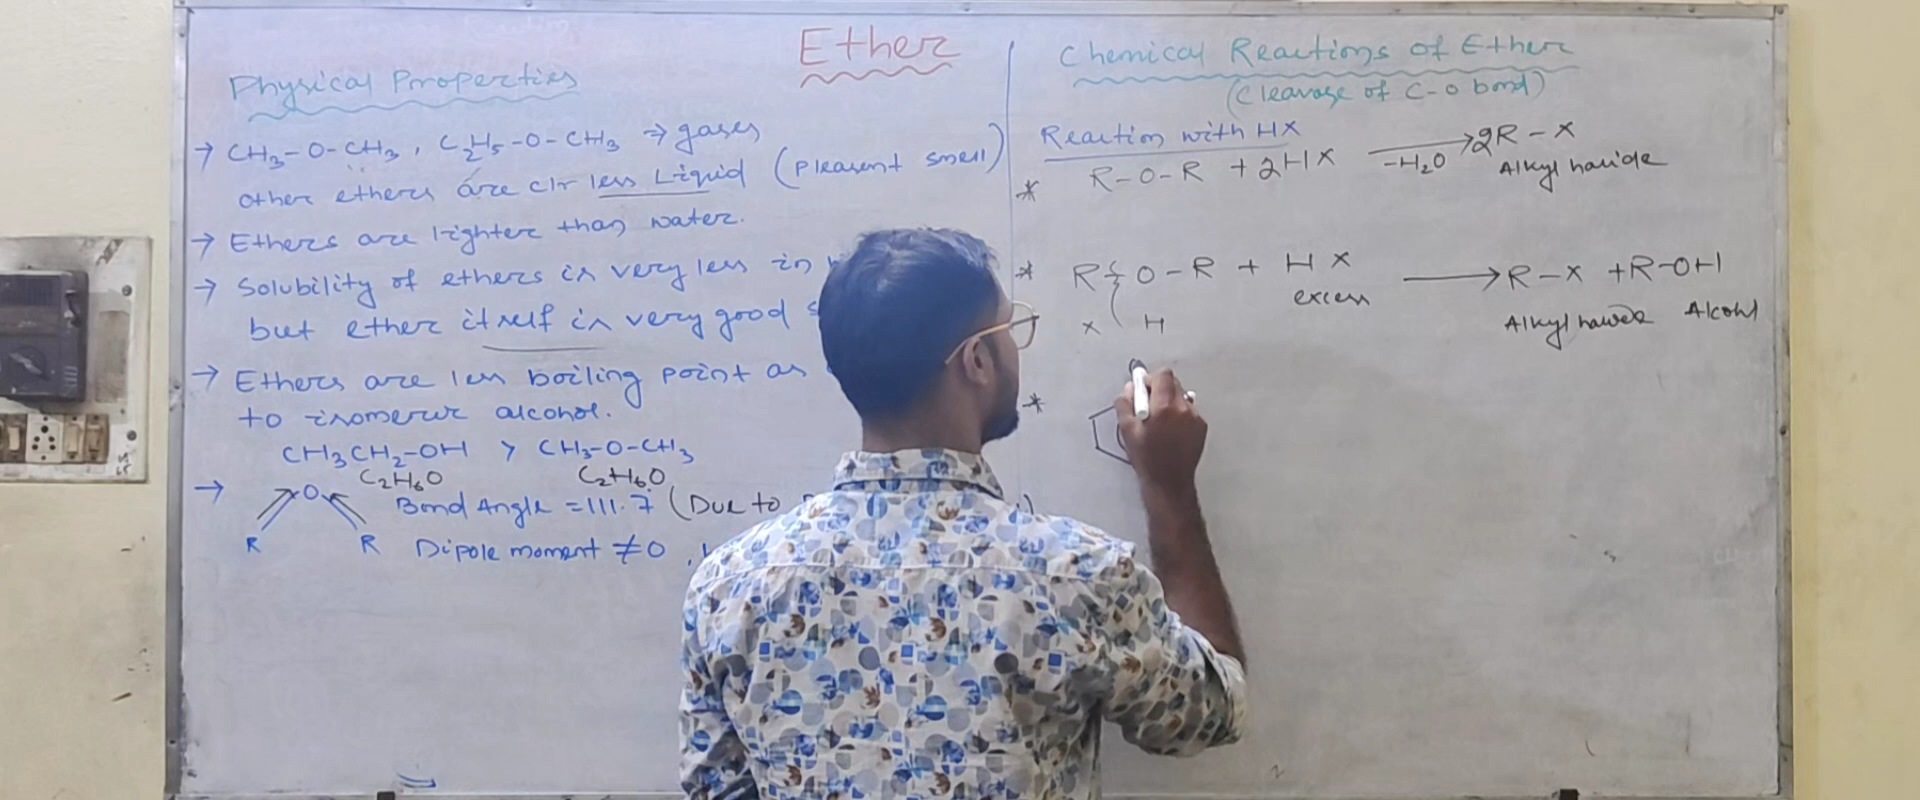 Ether
Physical Properties
→ CH3-O-CH3, C2H5-O-CH3 ⇒ gases
other ethers are clr less Liquid (Pleasent smell)
→ Ethers are lighter than water.
→ Solubility of ethers is very less in
but ether itself is very good
→ Ethers are less boiling point as
to isomeric alcohol.
CH3CH2-OH > CH3-O-CH3
C2H6O C2H6O
→ O Bond Angle = 111.7 (Due to
R R Dipole moment ≠ 0,
Chemical Reactions of Ether
(Cleavage of C-O bond)
Reaction with HX
* R-O-R + 2HX → 2R-X
-H2O Alkyl halide
* R O-R + HX → R-X + R-OH
excess
X H Alkyl halide Alcohol
*